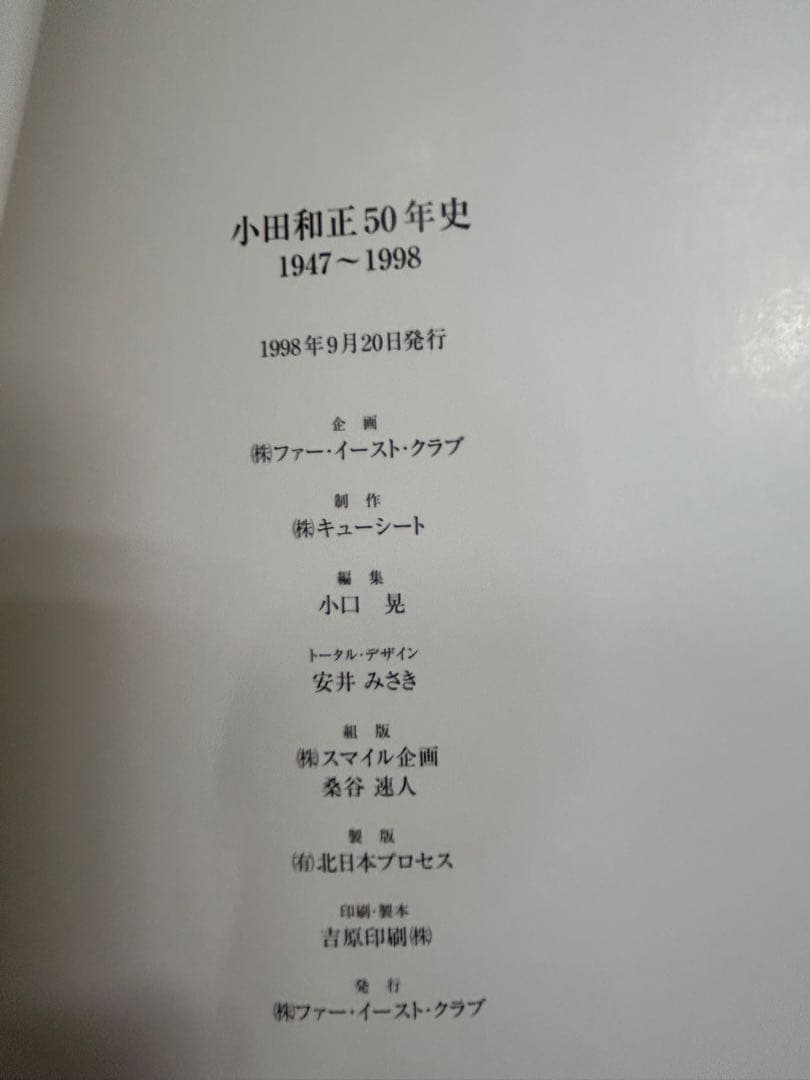 小田和正50年史
1947～1998
1998年9月20日発行
企画
㈱ファー・イースト・クラブ
制作
㈱キューシート
編集
小口 晃
トータル・デザイン
安井 みさき
組版
㈱スマイル企画
桑谷 速人
製版
㈲北日本プロセス
印刷・製本
吉原印刷㈱
発行
㈱ファー・イースト・クラブ